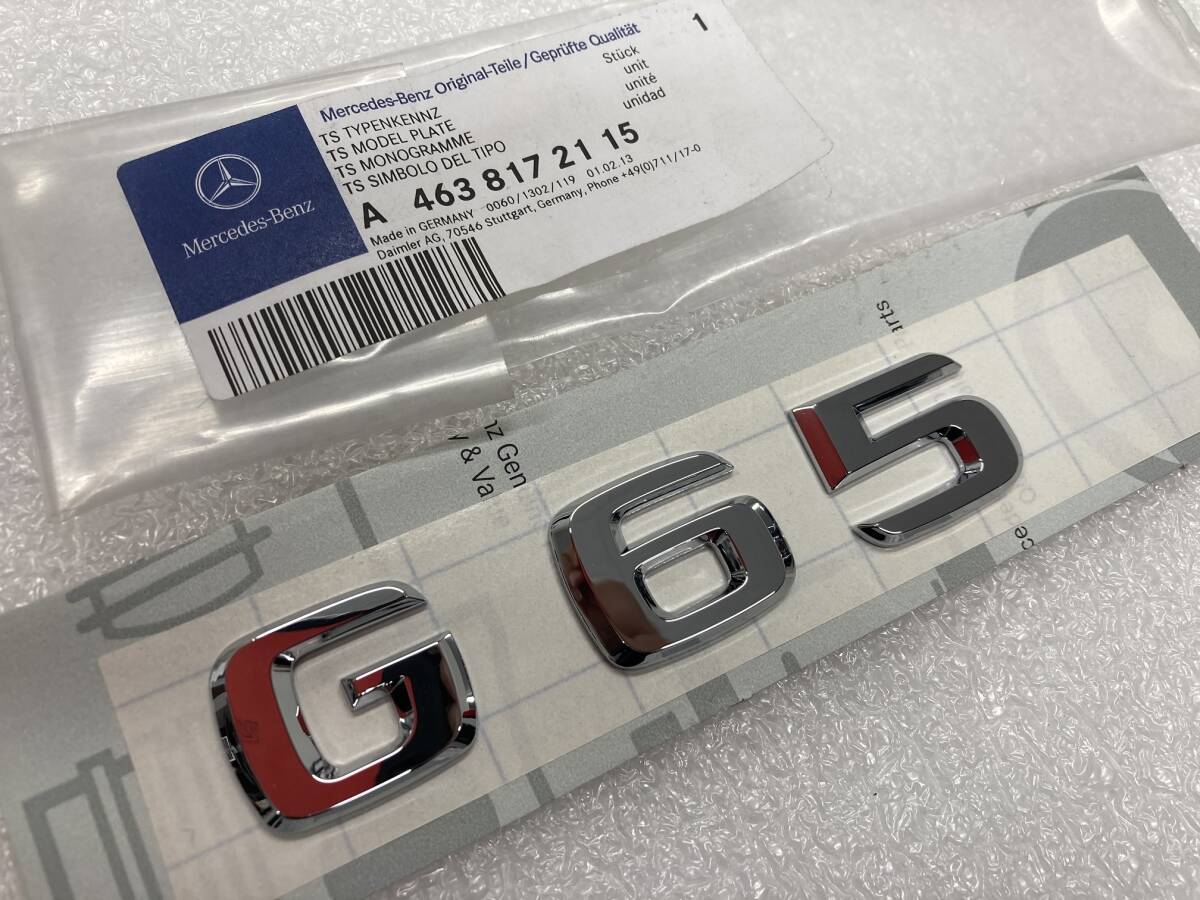 Mercedes-Benz Original-Teile/Geprüfte Qualität
1
TS TYPENKENNZ
TS MODEL PLATE
TS MONOGRAMME
TS SIMBOLO DEL TIPO
Stück
unit
unité
unidad
A 463 817 21 15
Made in GERMANY 0060/1302/119 01.02.13
Daimler AG, 70546 Stuttgart, Germany, Phone +49(0)711/17-0
Mercedes-Benz
G 65